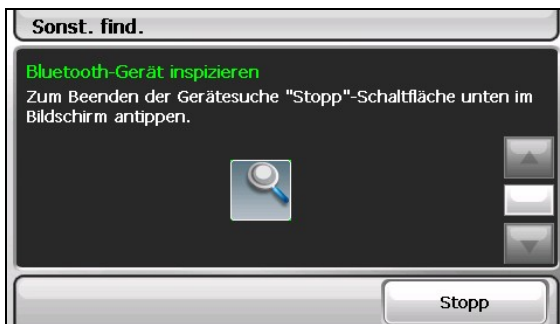 Sonst. find.
Bluetooth-Gerät inspizieren
Zum Beenden der Gerätesuche "Stopp"-Schaltfläche unten im
Bildschirm antippen.
Stopp